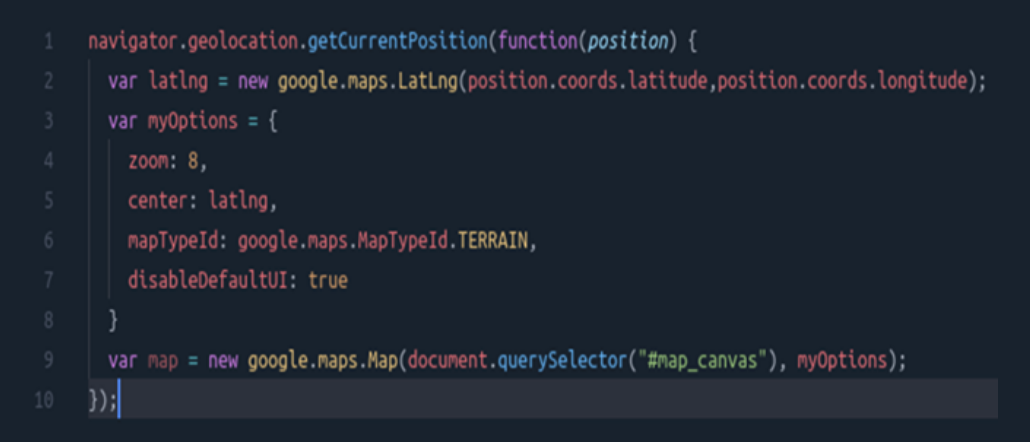 1 navigator.geolocation.getCurrentPosition(function(position) {
2 var latlng = new google.maps.LatLng(position.coords.latitude,position.coords.longitude);
3 var myOptions = {
4 zoom: 8,
5 center: latlng,
6 mapTypeId: google.maps.MapTypeId.TERRAIN,
7 disableDefaultUI: true
8 }
9 var map = new google.maps.Map(document.querySelector("#map_canvas"), myOptions);
10 });